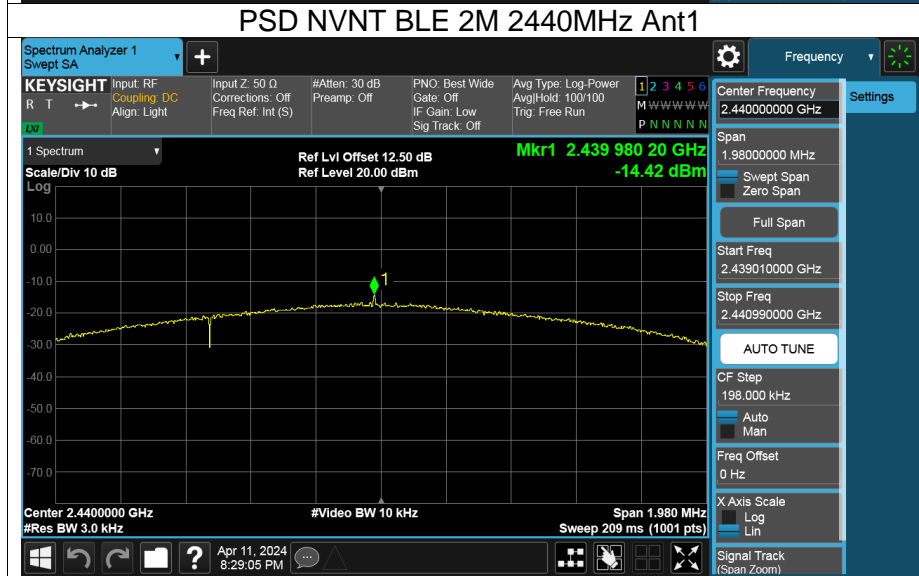 PSD NVNT BLE 2M 2440MHz Ant1
Spectrum Analyzer 1
Swept SA
+
Frequency
KEYSIGHT
R T
LXI
Input: RF
Coupling: DC
Align: Light
Input Z: 50 Ω
Corrections: Off
Freq Ref: Int (S)
#Atten: 30 dB
Preamp: Off
PNO: Best Wide
Gate: Off
IF Gain: Low
Sig Track: Off
Avg Type: Log-Power
Avg|Hold: 100/100
Trig: Free Run
1 2 3 4 5 6
M W W W W W
P N N N N N
Center Frequency
2.440000000 GHz
Settings
Span
1.98000000 MHz
Swept Span
Zero Span
Full Span
Start Freq
2.439010000 GHz
Stop Freq
2.440990000 GHz
AUTO TUNE
CF Step
198.000 kHz
Auto
Man
Freq Offset
0 Hz
X Axis Scale
Log
Lin
Signal Track
(Span Zoom)
1 Spectrum
Scale/Div 10 dB
Log
Ref Lvl Offset 12.50 dB
Ref Level 20.00 dBm
Mkr1 2.439 980 20 GHz
-14.42 dBm
10.0
0.00
-10.0
-20.0
-30.0
-40.0
-50.0
-60.0
-70.0
1
Center 2.4400000 GHz
#Res BW 3.0 kHz
#Video BW 10 kHz
Span 1.980 MHz
Sweep 209 ms (1001 pts)
?
Apr 11, 2024
8:29:05 PM